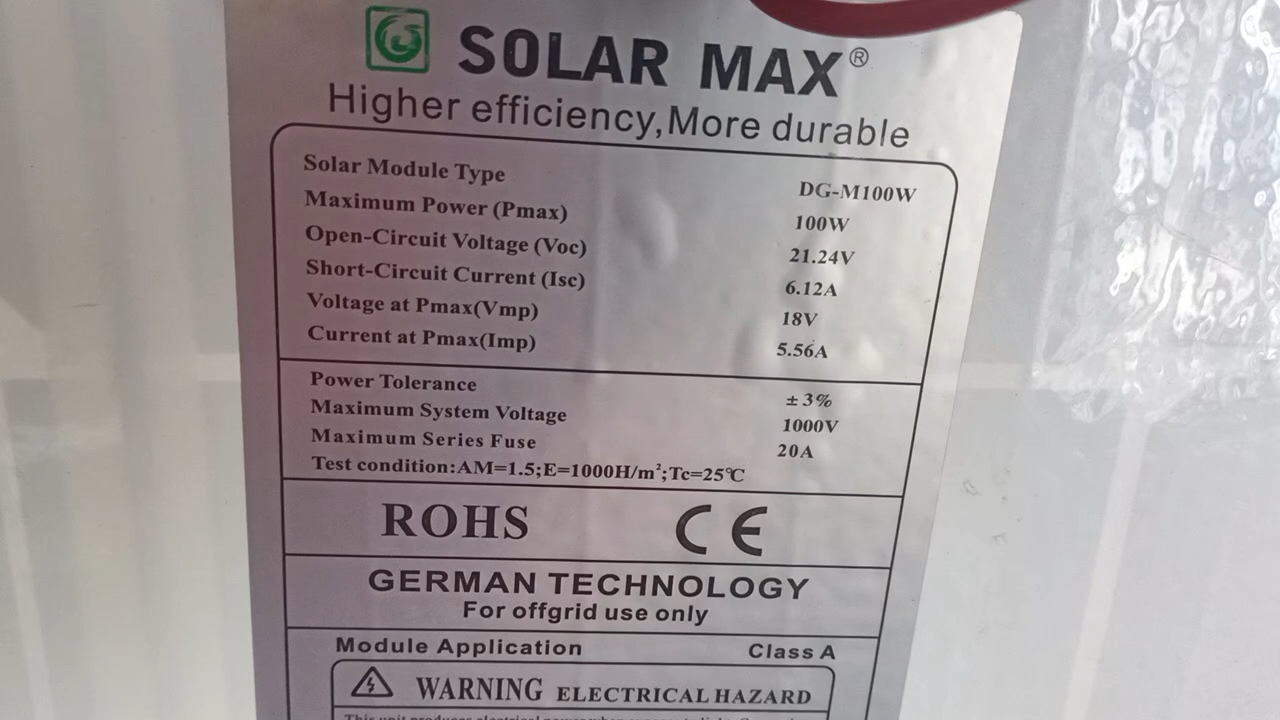 SOLAR MAX®
Higher efficiency,More durable
Solar Module Type DG-M100W
Maximum Power (Pmax) 100W
Open-Circuit Voltage (Voc) 21.24V
Short-Circuit Current (Isc) 6.12A
Voltage at Pmax(Vmp) 18V
Current at Pmax(Imp) 5.56A
Power Tolerance ±3%
Maximum System Voltage 1000V
Maximum Series Fuse 20A
Test condition:AM=1.5;E=1000H/m²;Tc=25℃
ROHS CE
GERMAN TECHNOLOGY
For offgrid use only
Module Application Class A
WARNING ELECTRICAL HAZARD